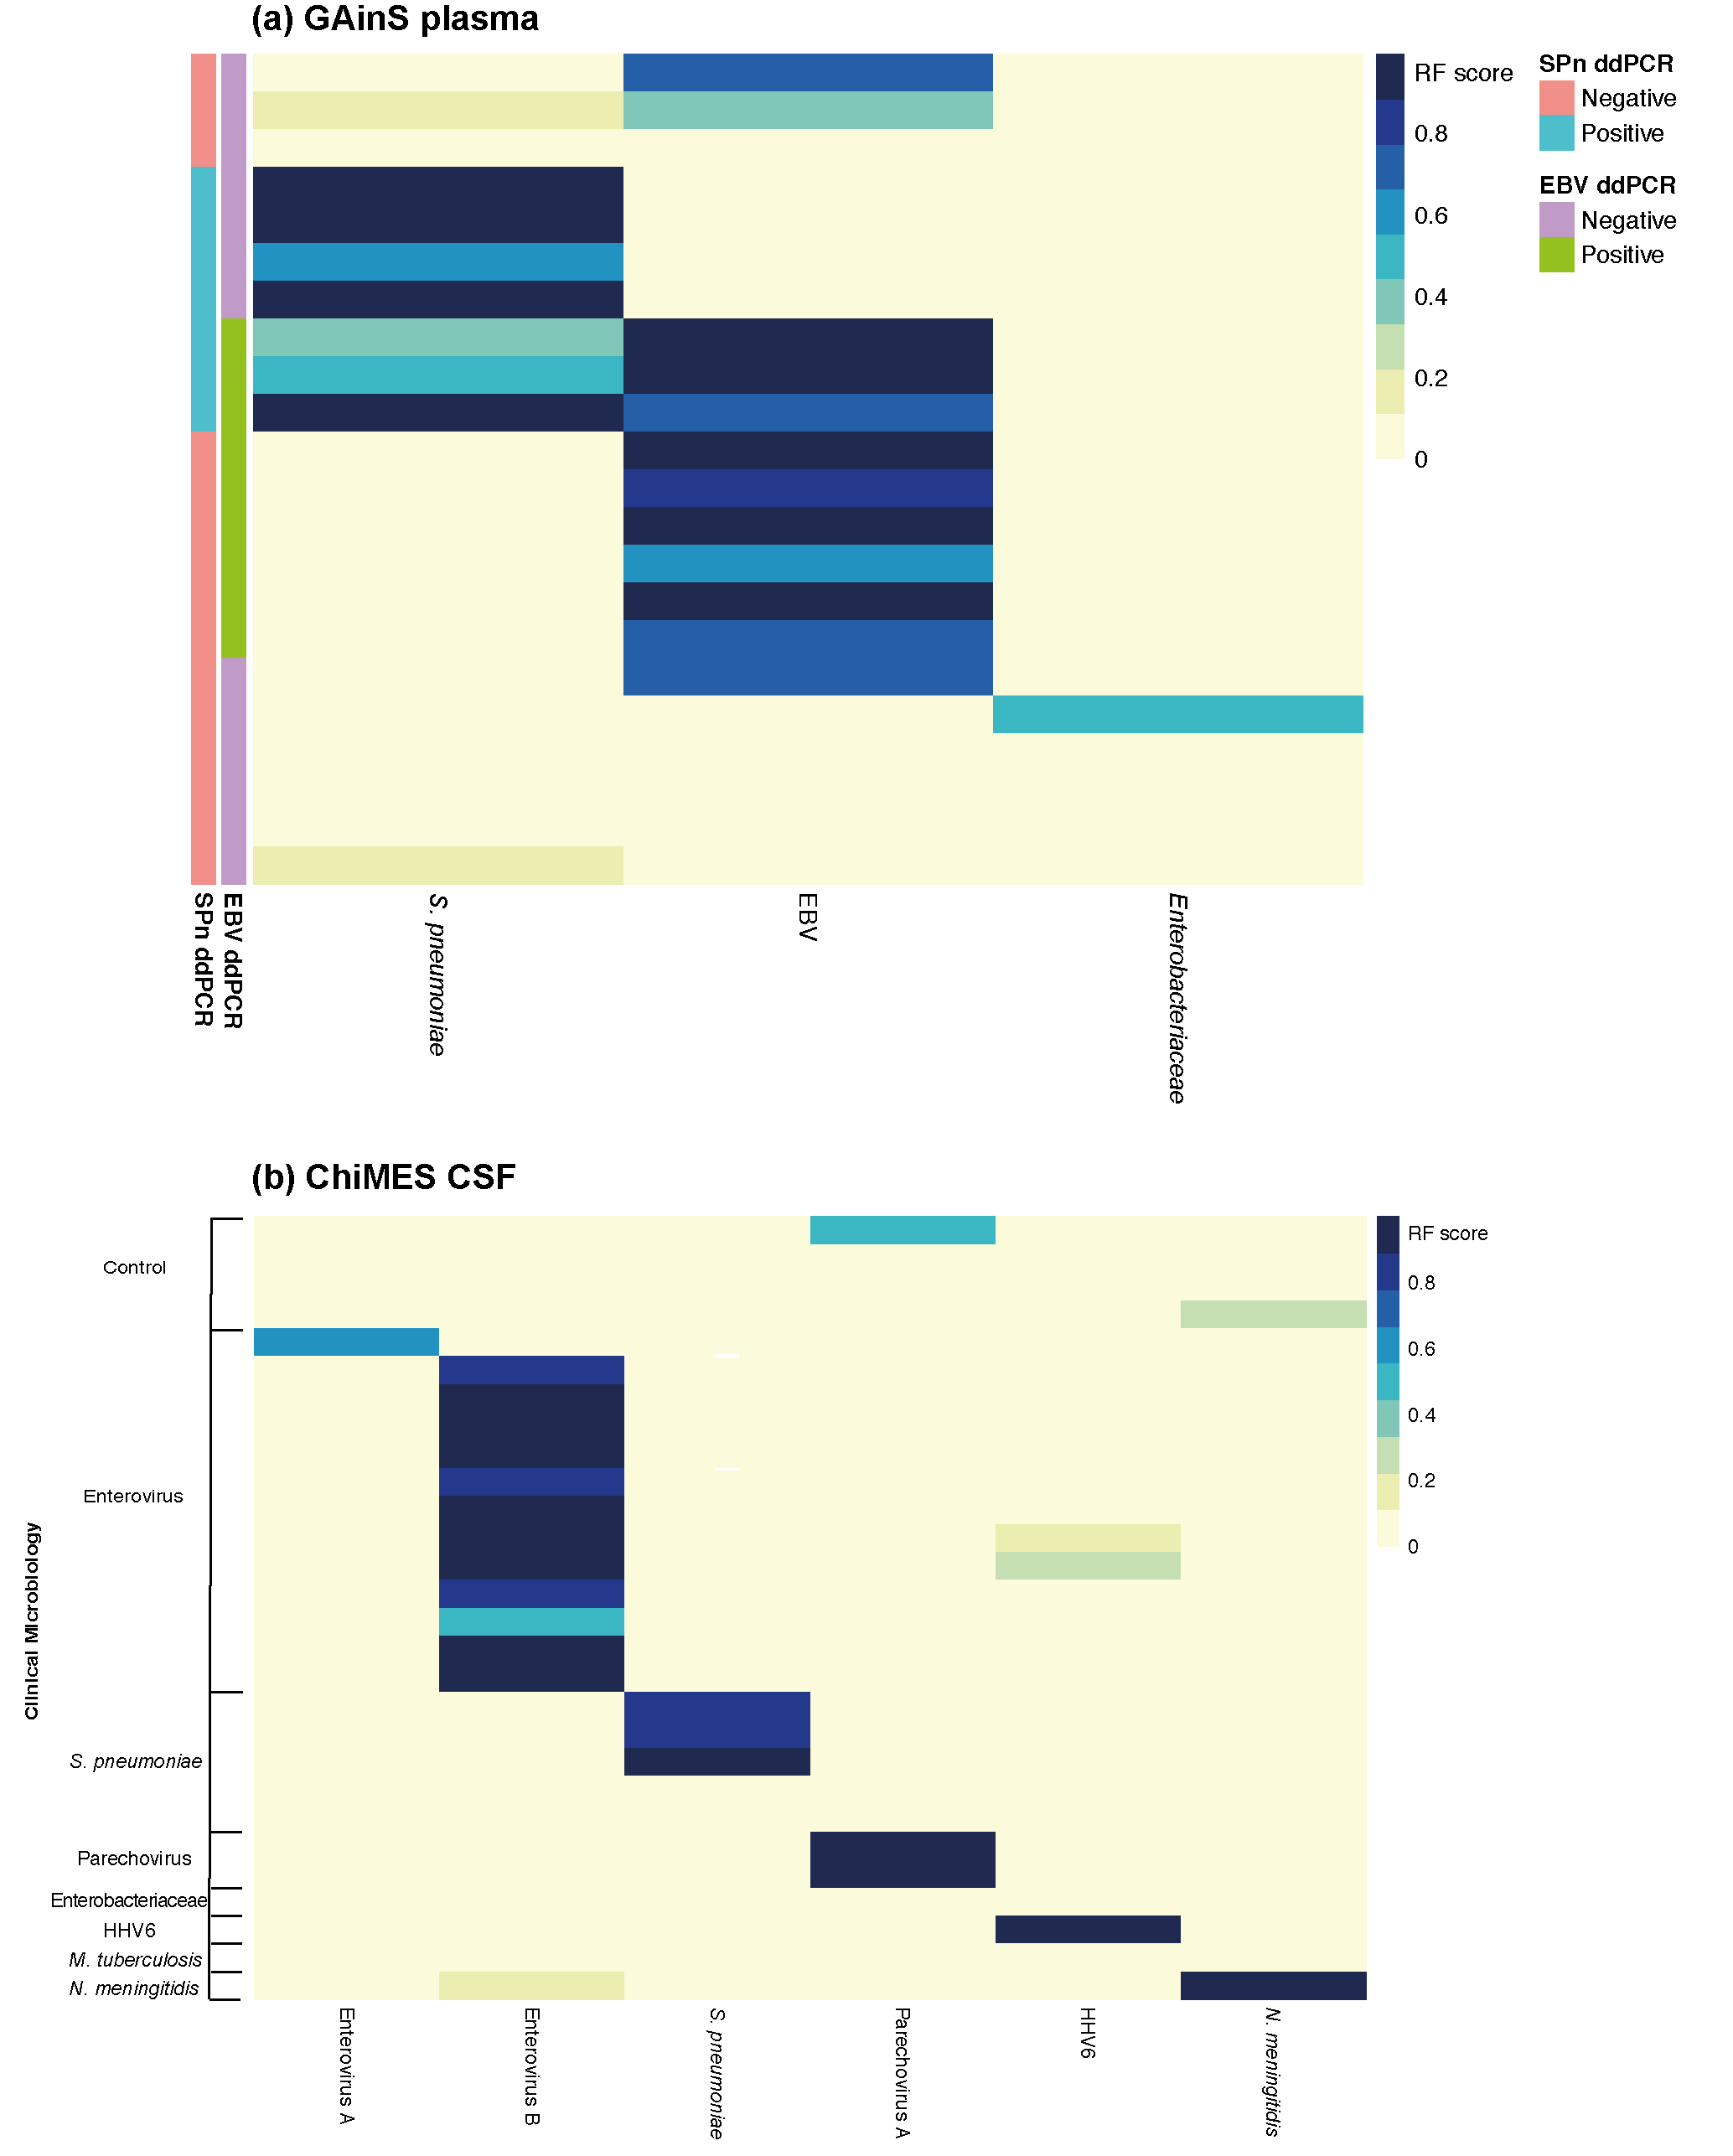 (a) GAinS plasma
RF score
0.8
0.6
0.4
0.2
0
SPn ddPCR
Negative
Positive
EBV ddPCR
Negative
Positive
SPn ddPCR
EBV ddPCR
S. pneumoniae
EBV
Enterobacteriaceae
(b) ChiMES CSF
Clinical Microbiology
Control
Enterovirus
S. pneumoniae
Parechovirus
Enterobacteriaceae
HHV6
M. tuberculosis
N. meningitidis
RF score
0.8
0.6
0.4
0.2
0
Enterovirus A
Enterovirus B
S. pneumoniae
Parechovirus A
HHV6
N. meningitidis